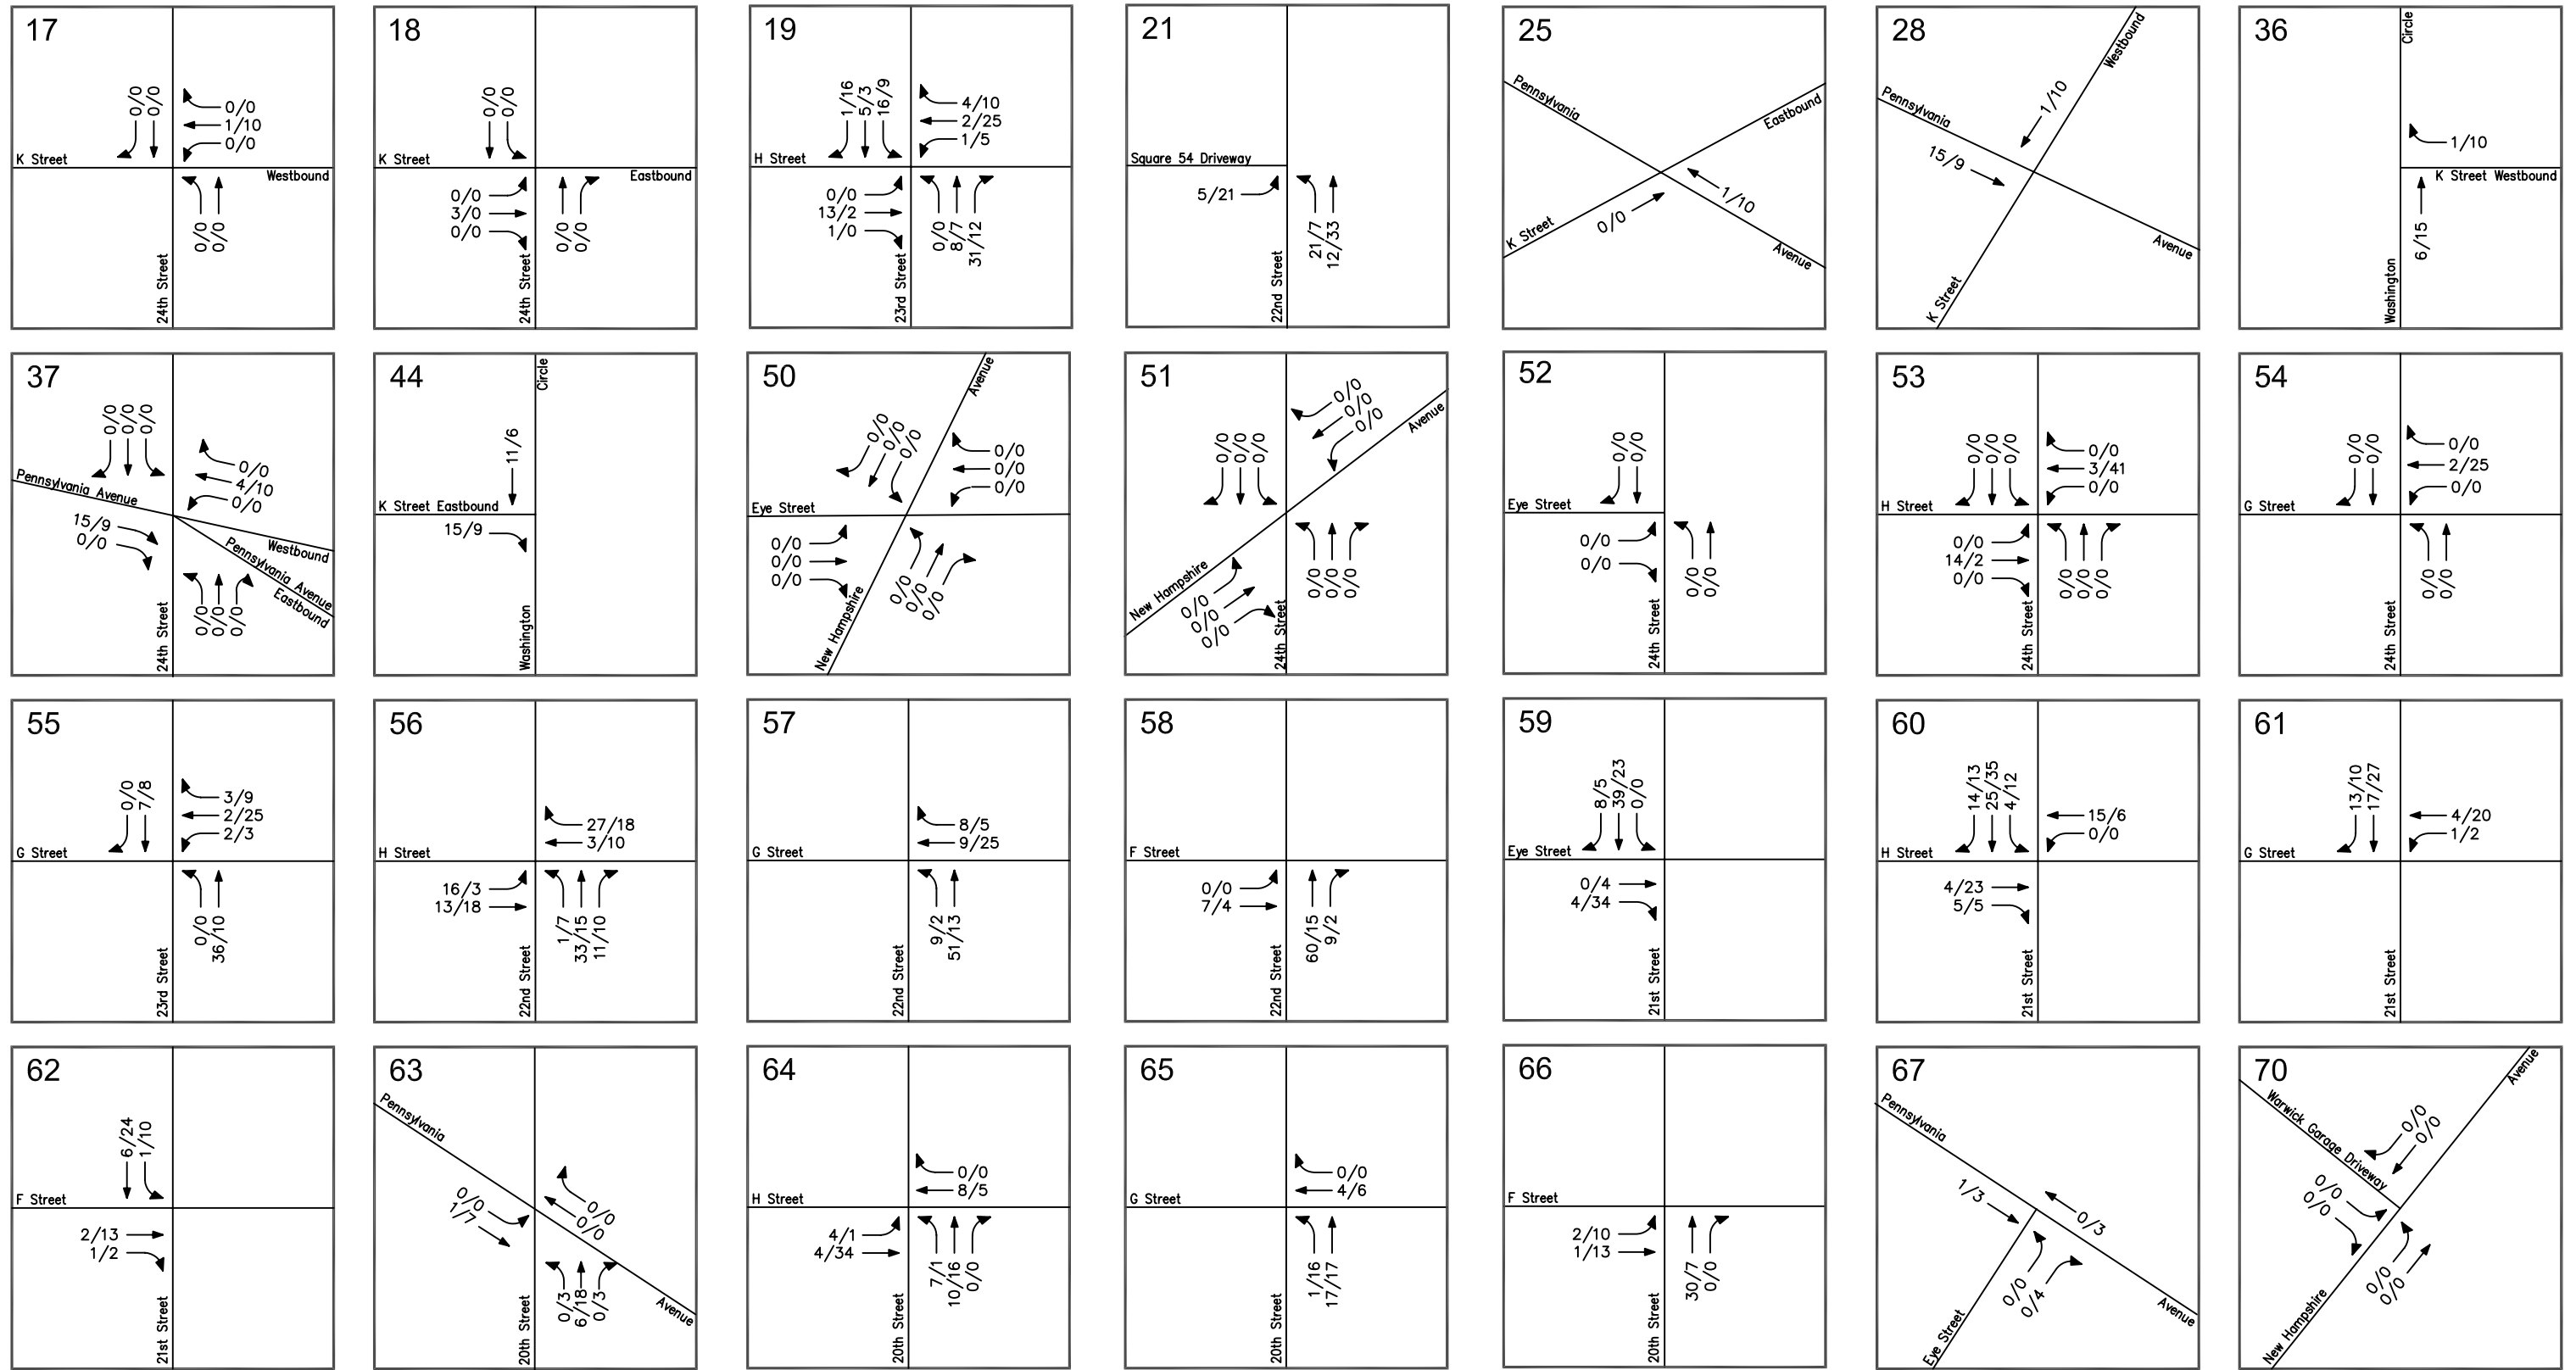 17
0/0
0/0
0/0
1/10
0/0
K Street
Westbound
0/0
0/0
24th Street
18
0/0
0/0
K Street
Eastbound
0/0
3/0
0/0
0/0
0/0
24th Street
19
1/16
5/3
16/9
4/10
2/25
1/5
H Street
0/0
13/2
1/0
0/0
8/7
31/12
23rd Street
21
Square 54 Driveway
5/21
21/7
12/33
22nd Street
25
Pennsylvania
Eastbound
1/10
0/0
K Street
Avenue
28
Westbound
1/10
Pennsylvania
15/9
Avenue
K Street
36
Circle
1/10
K Street Westbound
6/15
Washington
37
0/0
0/0
0/0
0/0
4/10
0/0
Pennsylvania Avenue
15/9
0/0
Westbound
Pennsylvania Avenue
Eastbound
0/0
0/0
0/0
24th Street
44
Circle
11/6
K Street Eastbound
15/9
Washington
50
Avenue
0/0
0/0
0/0
0/0
0/0
0/0
Eye Street
0/0
0/0
0/0
0/0
0/0
0/0
New Hampshire
51
0/0
0/0
0/0
Avenue
0/0
0/0
0/0
New Hampshire
0/0
0/0
0/0
0/0
0/0
0/0
24th Street
52
0/0
0/0
Eye Street
0/0
0/0
0/0
0/0
24th Street
53
0/0
0/0
0/0
0/0
3/41
0/0
H Street
0/0
14/2
0/0
0/0
0/0
0/0
24th Street
54
0/0
0/0
0/0
2/25
0/0
G Street
0/0
0/0
24th Street
55
0/0
7/8
3/9
2/25
2/3
G Street
0/0
36/10
23rd Street
56
27/18
3/10
H Street
16/3
13/18
1/7
33/15
11/10
22nd Street
57
8/5
9/25
G Street
9/2
51/13
22nd Street
58
F Street
0/0
7/4
60/15
9/2
22nd Street
59
8/5
39/23
0/0
Eye Street
0/4
4/34
21st Street
60
14/13
25/35
4/12
15/6
0/0
H Street
4/23
5/5
21st Street
61
13/10
17/27
4/20
1/2
G Street
21st Street
62
6/24
1/10
F Street
2/13
1/2
21st Street
63
Pennsylvania
0/0
0/0
0/0
1/7
0/3
6/18
0/3
Avenue
20th Street
64
0/0
8/5
H Street
4/1
4/34
7/1
10/16
0/0
20th Street
65
0/0
4/6
G Street
1/16
17/17
20th Street
66
F Street
2/10
1/13
30/7
0/0
20th Street
67
Pennsylvania
1/3
0/3
0/0
0/4
Avenue
Eye Street
70
Avenue
Warwick Garage Driveway
0/0
0/0
0/0
0/0
0/0
0/0
New Hampshire